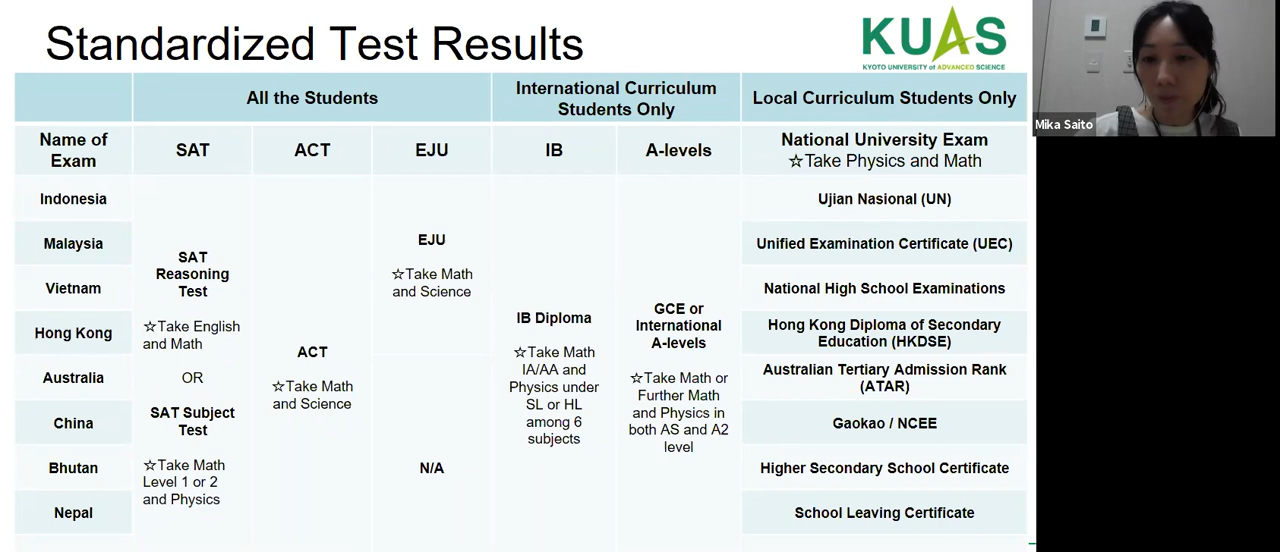 Standardized Test Results
KUAS
KYOTO UNIVERSITY of ADVANCED SCIENCE
Mika Saito
All the Students
International Curriculum
Students Only
Local Curriculum Students Only
Name of
Exam
SAT
ACT
EJU
IB
A-levels
National University Exam
☆Take Physics and Math
Indonesia
Malaysia
Vietnam
Hong Kong
Australia
China
Bhutan
Nepal
SAT
Reasoning
Test
☆Take English
and Math
OR
SAT Subject
Test
☆Take Math
Level 1 or 2
and Physics
ACT
☆Take Math
and Science
EJU
☆Take Math
and Science
N/A
IB Diploma
☆Take Math
IA/AA and
Physics under
SL or HL
among 6
subjects
GCE or
International
A-levels
☆Take Math or
Further Math
and Physics in
both AS and A2
level
Ujian Nasional (UN)
Unified Examination Certificate (UEC)
National High School Examinations
Hong Kong Diploma of Secondary
Education (HKDSE)
Australian Tertiary Admission Rank
(ATAR)
Gaokao / NCEE
Higher Secondary School Certificate
School Leaving Certificate